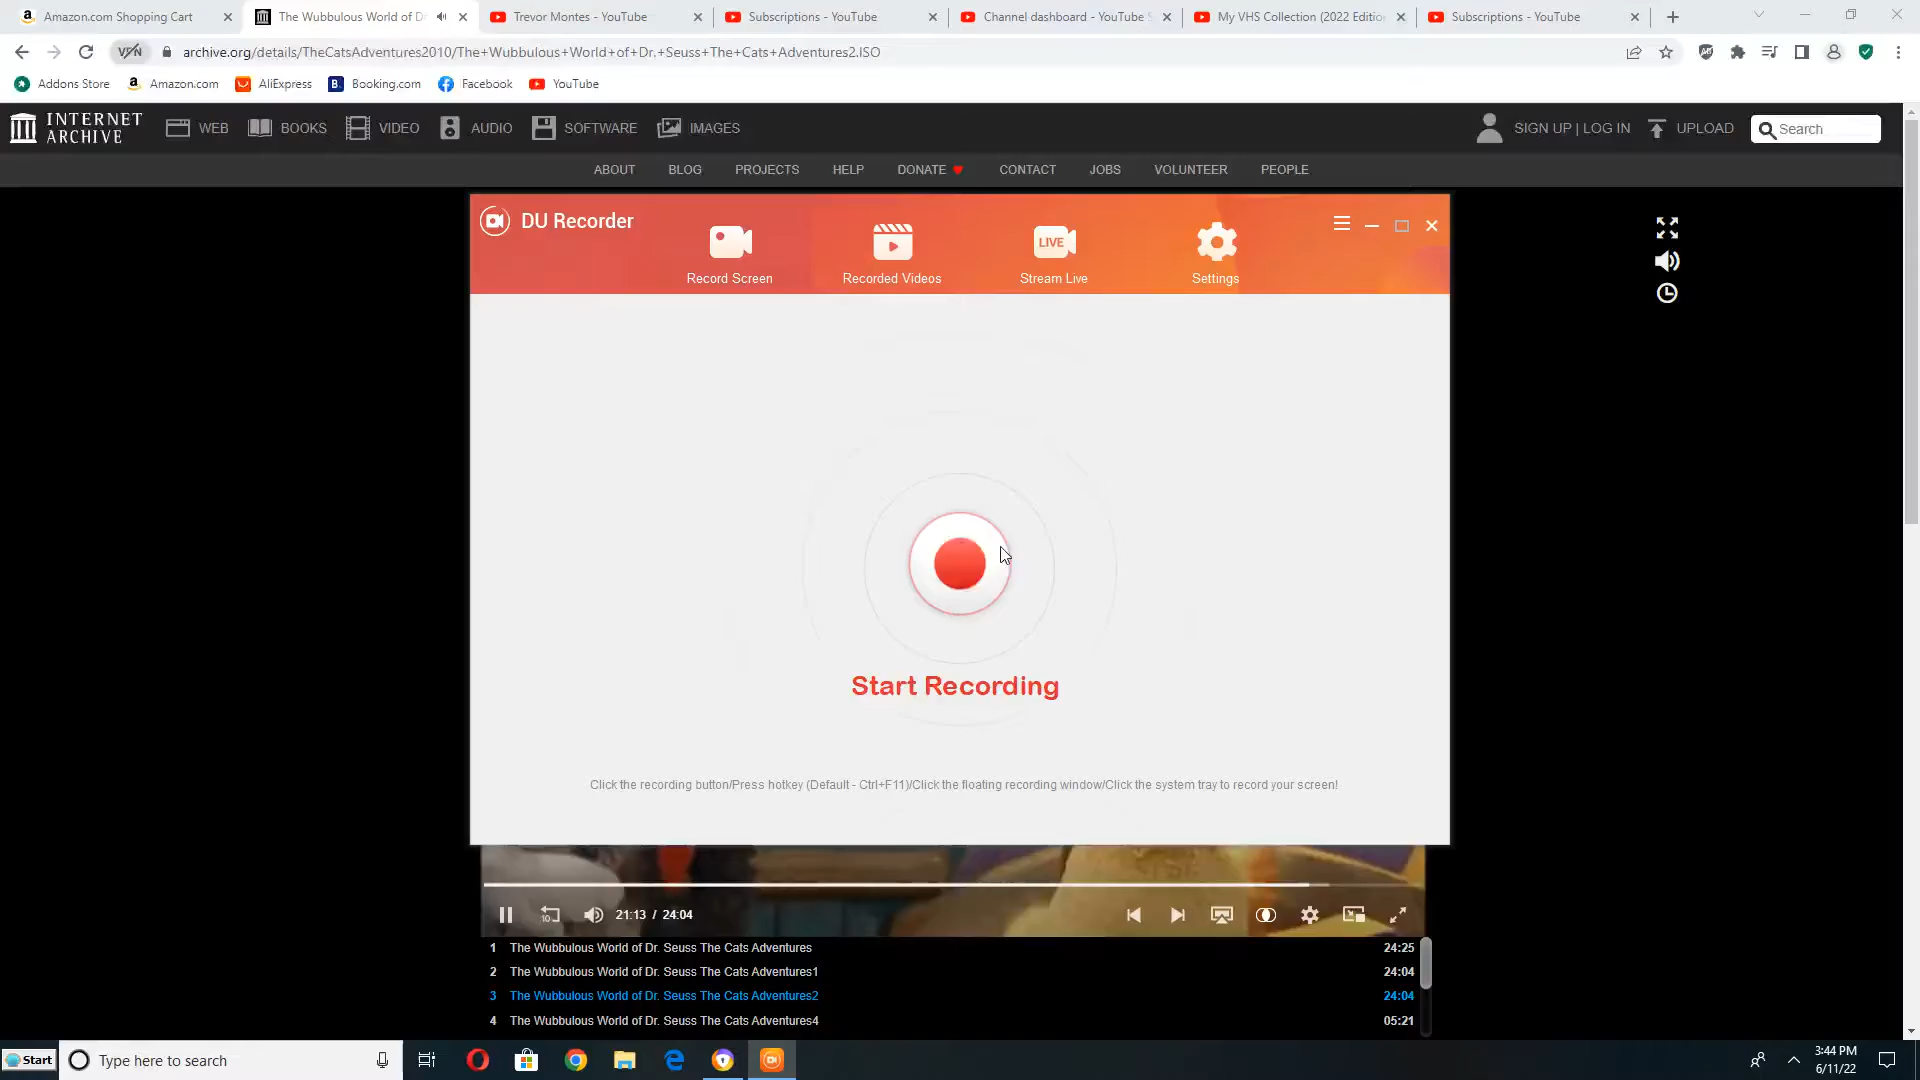 Amazon.com Shopping Cart
The Wubbulous World of Dr
Trevor Montes - YouTube
Subscriptions - YouTube
Channel dashboard - YouTube S
My VHS Collection (2022 Editio
Subscriptions - YouTube
VPN
archive.org/details/TheCatsAdventures2010/The+Wubbulous+World+of+Dr.+Seuss+The+Cats+Adventures2.ISO
Addons Store
Amazon.com
AliExpress
Booking.com
Facebook
YouTube
INTERNET
ARCHIVE
WEB
BOOKS
VIDEO
AUDIO
SOFTWARE
IMAGES
SIGN UP | LOG IN
UPLOAD
Search
ABOUT
BLOG
PROJECTS
HELP
DONATE
CONTACT
JOBS
VOLUNTEER
PEOPLE
DU Recorder
LIVE
Record Screen
Recorded Videos
Stream Live
Settings
Start Recording
Click the recording button/Press hotkey (Default - Ctrl+F11)/Click the floating recording window/Click the system tray to record your screen!
10
21:13 / 24:04
1 The Wubbulous World of Dr. Seuss The Cats Adventures 24:25
2 The Wubbulous World of Dr. Seuss The Cats Adventures1 24:04
3 The Wubbulous World of Dr. Seuss The Cats Adventures2 24:04
4 The Wubbulous World of Dr. Seuss The Cats Adventures4 05:21
Start
Type here to search
3:44 PM
6/11/22